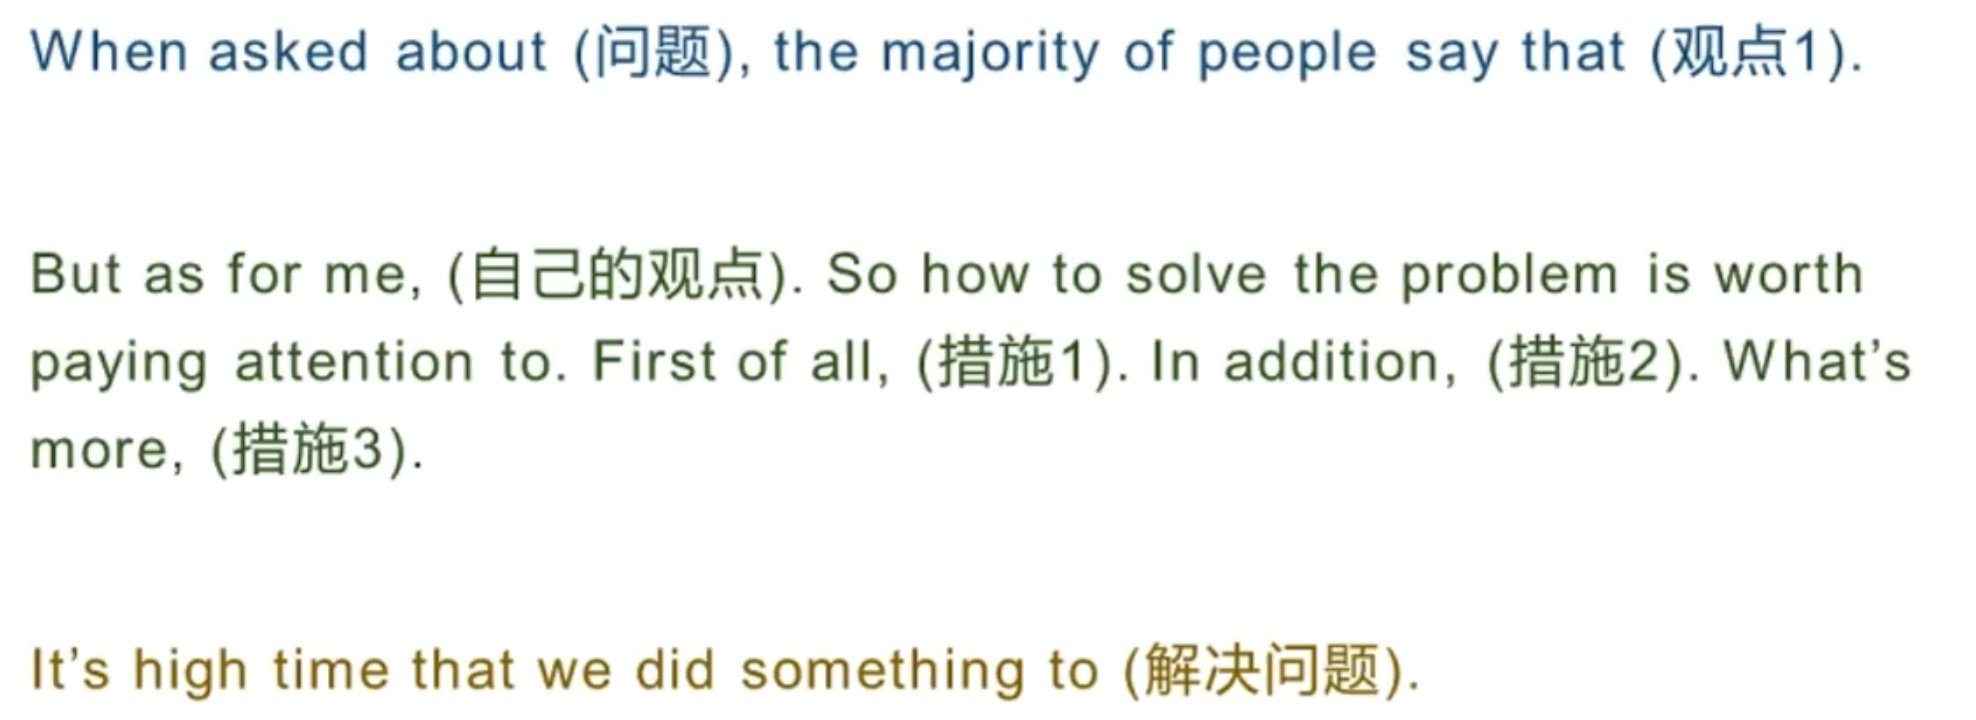 When asked about (问题), the majority of people say that (观点1).
But as for me, (自己的观点). So how to solve the problem is worth
paying attention to. First of all, (措施1). In addition, (措施2). What’s
more, (措施3).
It’s high time that we did something to (解决问题).